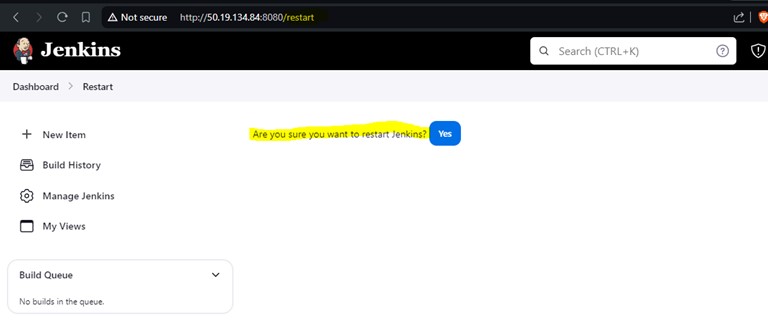 Not secure http://50.19.134.84:8080/restart
Jenkins
Search (CTRL+K)
Dashboard > Restart
New Item
Are you sure you want to restart Jenkins? Yes
Build History
Manage Jenkins
My Views
Build Queue
No builds in the queue.